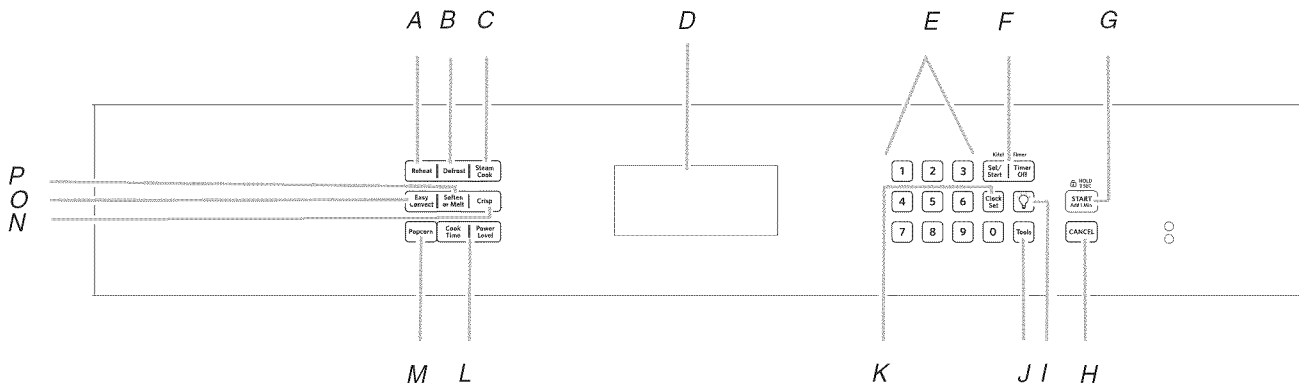 A B C D E F G
Kitchen Timer
Reheat Defrost Steam Cook
1 2 3 Set/Start Timer Off
HOLD 3 SEC
P
O
N
Easy Convect Soften or Melt Crisp
4 5 6 Clock Set
START
Add 1 Min
Popcorn Cook Time Power Level
7 8 9 0 Tools CANCEL
M L K J I H